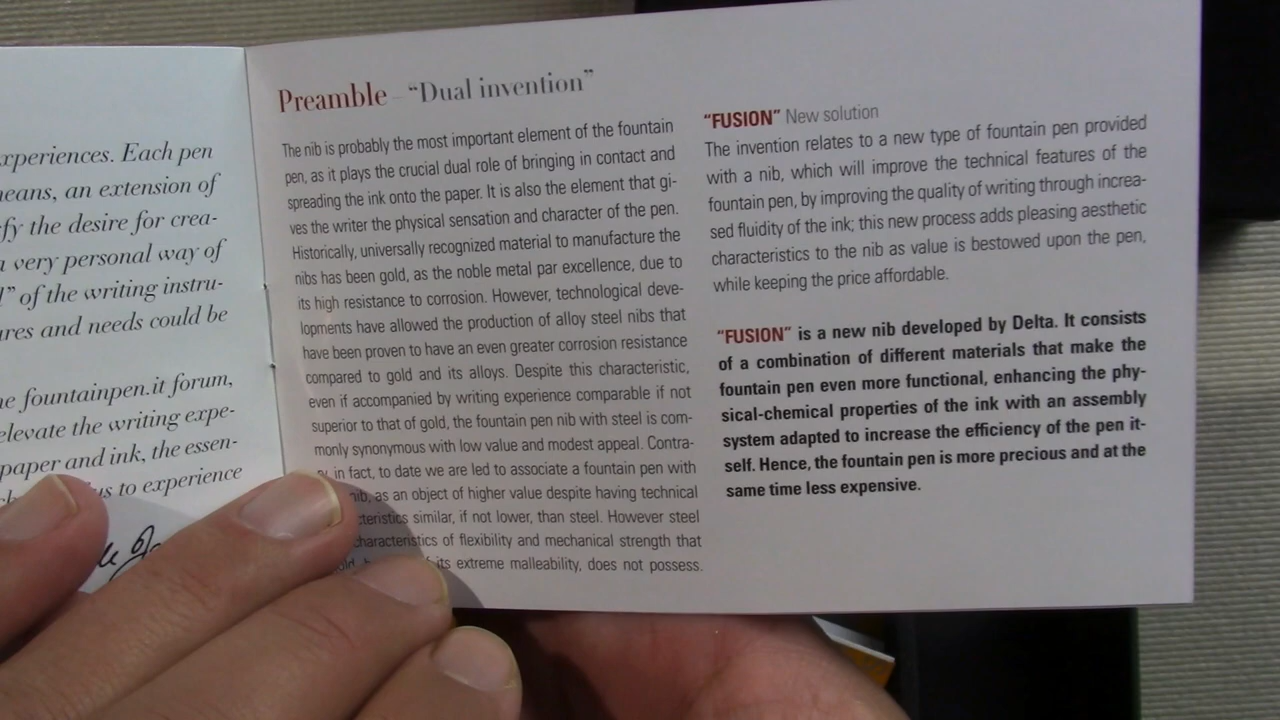 xperiences. Each pen
means, an extension of
fy the desire for crea-
a very personal way of
l" of the writing instru-
ures and needs could be
he fountainpen.it forum,
elevate the writing expe-
paper and ink, the essen-
us to experience
Preamble – “Dual invention”
The nib is probably the most important element of the fountain
pen, as it plays the crucial dual role of bringing in contact and
spreading the ink onto the paper. It is also the element that gi-
ves the writer the physical sensation and character of the pen.
Historically, universally recognized material to manufacture the
nibs has been gold, as the noble metal par excellence, due to
its high resistance to corrosion. However, technological deve-
lopments have allowed the production of alloy steel nibs that
have been proven to have an even greater corrosion resistance
compared to gold and its alloys. Despite this characteristic,
even if accompanied by writing experience comparable if not
superior to that of gold, the fountain pen nib with steel is com-
monly synonymous with low value and modest appeal. Contra-
in fact, to date we are led to associate a fountain pen with
nib, as an object of higher value despite having technical
cteristics similar, if not lower, than steel. However steel
characteristics of flexibility and mechanical strength that
its extreme malleability, does not possess.
“FUSION” New solution
The invention relates to a new type of fountain pen provided
with a nib, which will improve the technical features of the
fountain pen, by improving the quality of writing through increa-
sed fluidity of the ink; this new process adds pleasing aesthetic
characteristics to the nib as value is bestowed upon the pen,
while keeping the price affordable.
“FUSION” is a new nib developed by Delta. It consists
of a combination of different materials that make the
fountain pen even more functional, enhancing the phy-
sical-chemical properties of the ink with an assembly
system adapted to increase the efficiency of the pen it-
self. Hence, the fountain pen is more precious and at the
same time less expensive.